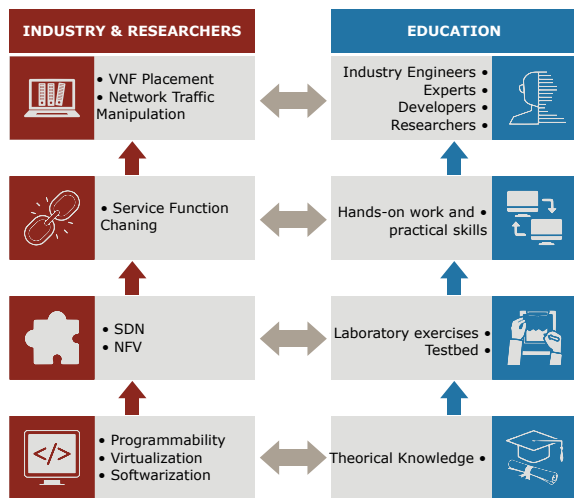 INDUSTRY & RESEARCHERS
EDUCATION
• VNF Placement
• Network Traffic
Manipulation
Industry Engineers •
Experts •
Developers •
Researchers •
• Service Function
Chaning
Hands-on work and •
practical skills
• SDN
• NFV
Laboratory exercises •
Testbed •
</>
• Programmability
• Virtualization
• Softwarization
Theorical Knowledge •